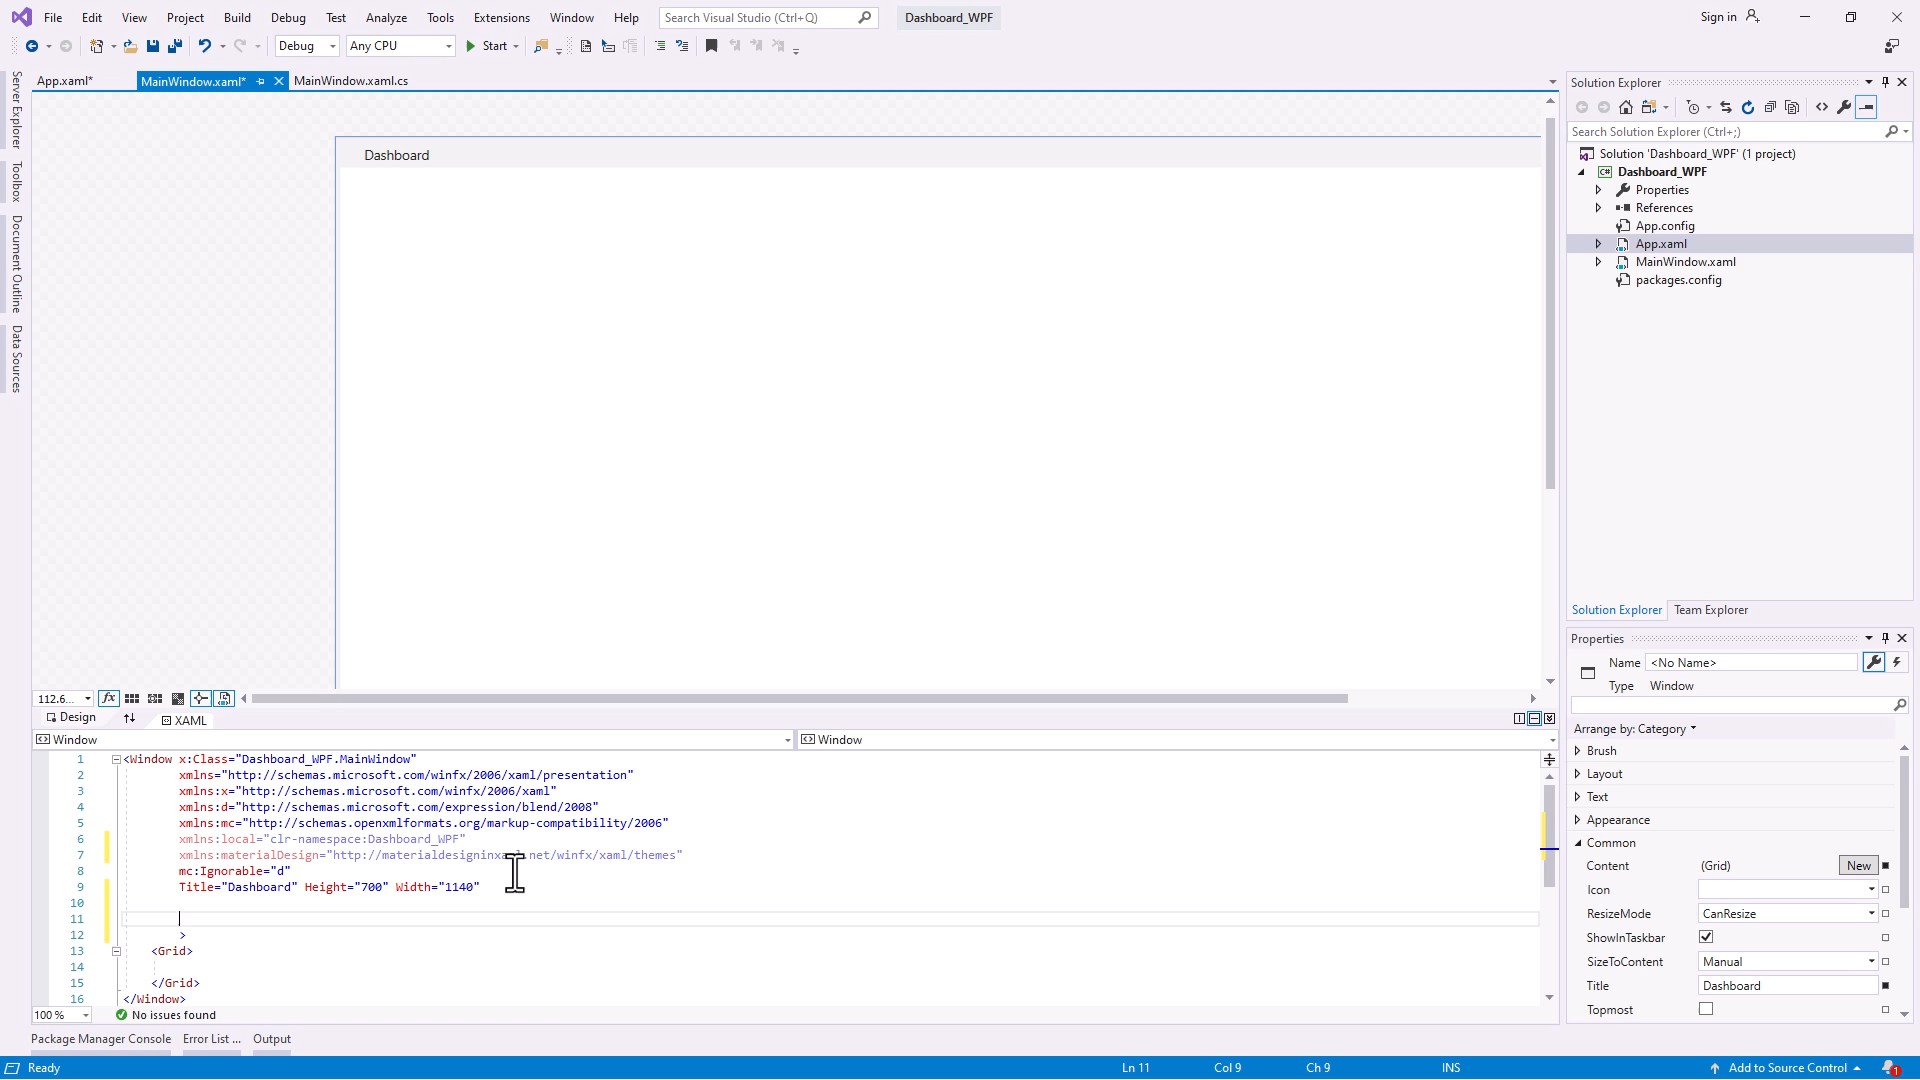 File Edit View Project Build Debug Test Analyze Tools Extensions Window Help Search Visual Studio (Ctrl+Q) Dashboard_WPF Sign in
Debug Any CPU Start
Server Explorer
Toolbox
Document Outline
Data Sources
App.xaml* MainWindow.xaml* MainWindow.xaml.cs
Dashboard
112.6...
Design XAML
Window Window
1 <Window x:Class="Dashboard_WPF.MainWindow"
2 xmlns="http://schemas.microsoft.com/winfx/2006/xaml/presentation"
3 xmlns:x="http://schemas.microsoft.com/winfx/2006/xaml"
4 xmlns:d="http://schemas.microsoft.com/expression/blend/2008"
5 xmlns:mc="http://schemas.openxmlformats.org/markup-compatibility/2006"
6 xmlns:local="clr-namespace:Dashboard_WPF"
7 xmlns:materialDesign="http://materialdesigninxaml.net/winfx/xaml/themes"
8 mc:Ignorable="d"
9 Title="Dashboard" Height="700" Width="1140"
10
11
12 >
13 <Grid>
14
15 </Grid>
16 </Window>
100 % No issues found
Package Manager Console Error List ... Output
Solution Explorer
Search Solution Explorer (Ctrl+;)
Solution 'Dashboard_WPF' (1 project)
C# Dashboard_WPF
Properties
References
App.config
App.xaml
MainWindow.xaml
packages.config
Solution Explorer Team Explorer
Properties
Name <No Name>
Type Window
Arrange by: Category
Brush
Layout
Text
Appearance
Common
Content (Grid) New
Icon
ResizeMode CanResize
ShowInTaskbar
SizeToContent Manual
Title Dashboard
Topmost
Ready Ln 11 Col 9 Ch 9 INS Add to Source Control 1